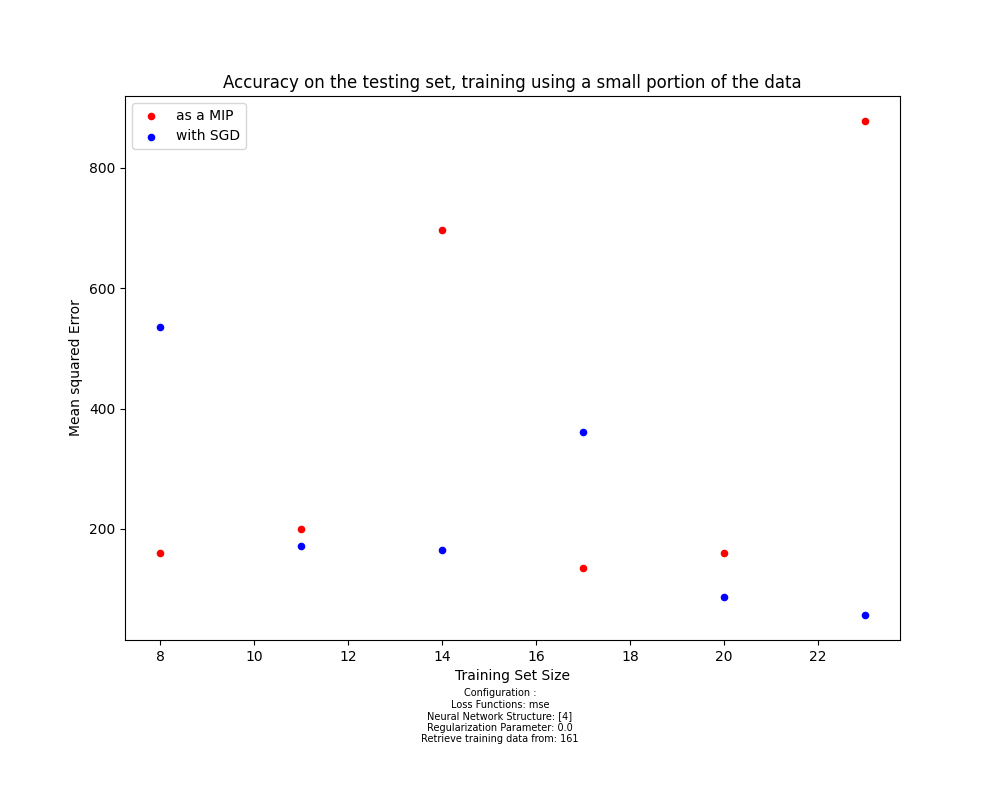 Accuracy on the testing set, training using a small portion of the data
as a MIP
with SGD
800
600
400
200
Mean squared Error
8 10 12 14 16 18 20 22
Training Set Size
Configuration :
Loss Functions: mse
Neural Network Structure: [4]
Regularization Parameter: 0.0
Retrieve training data from: 161